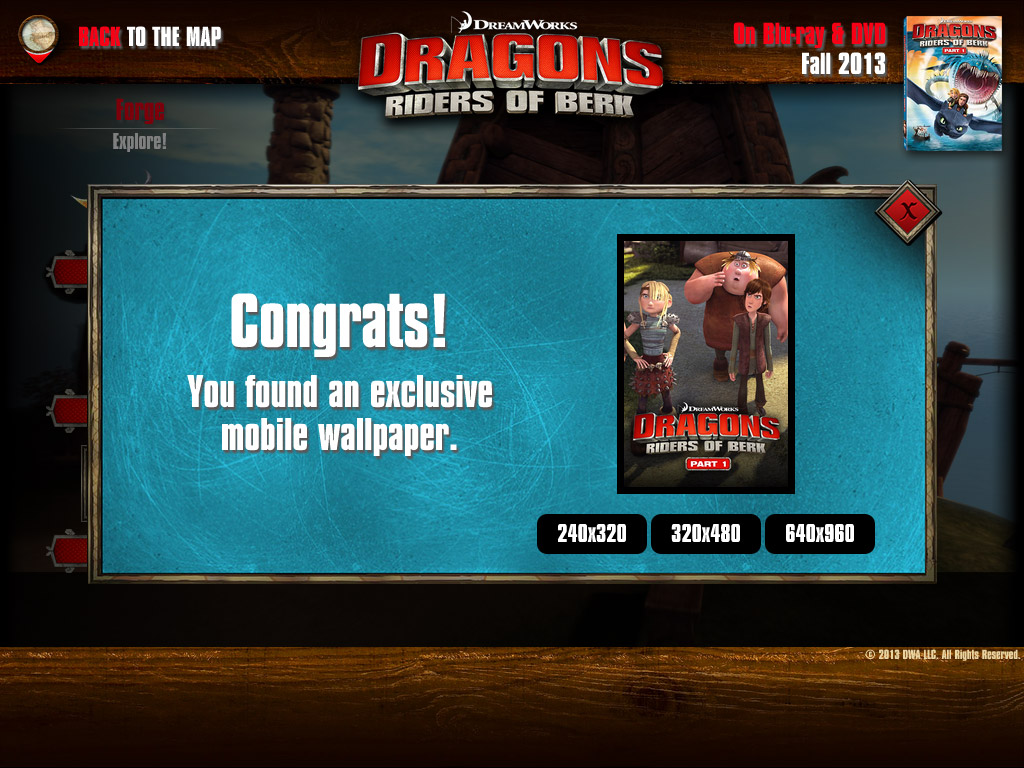 BACK TO THE MAP
DREAMWORKS
DRAGONS
RIDERS OF BERK
On Blu-ray & DVD
Fall 2013
DRAGONS
RIDERS OF BERK
PART 1
Forge
Explore!
X
Congrats!
You found an exclusive
mobile wallpaper.
DREAMWORKS
DRAGONS
RIDERS OF BERK
PART 1
240x320
320x480
640x960
© 2013 DWA LLC. All Rights Reserved.